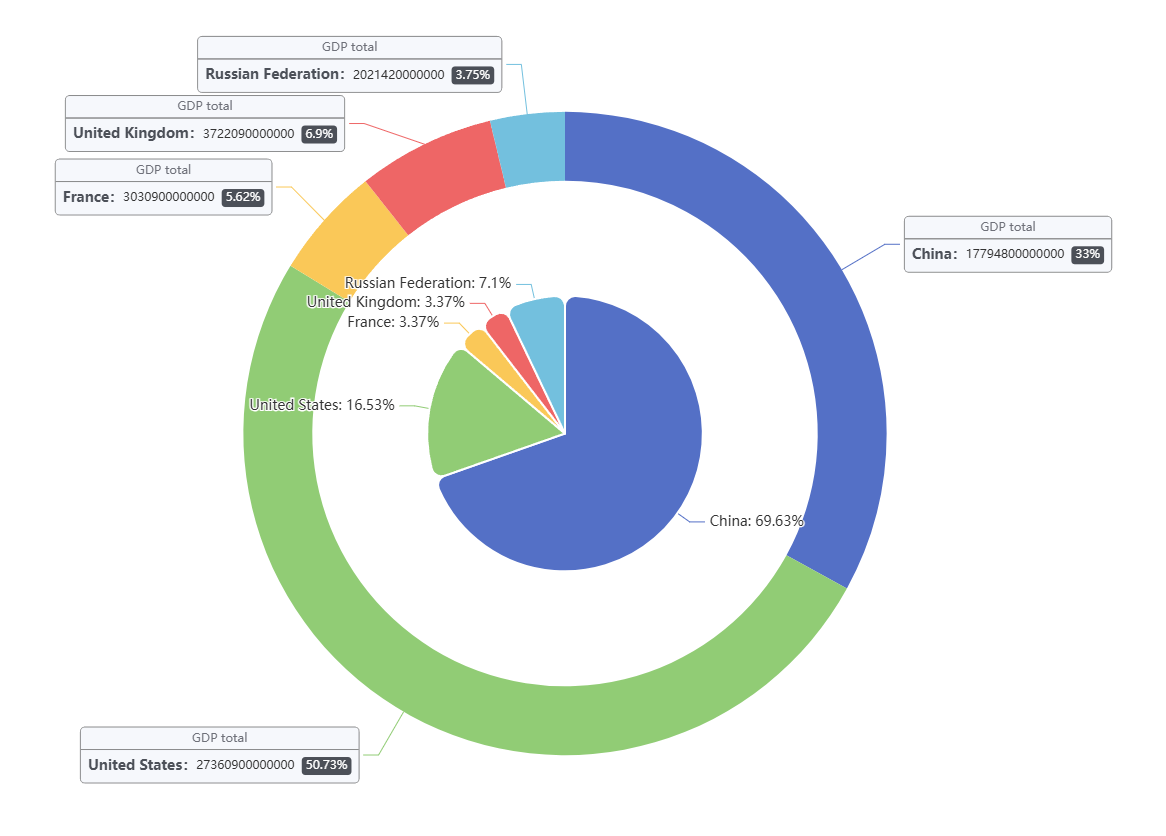 GDP total
Russian Federation: 2021420000000 3.75%
GDP total
United Kingdom: 3722090000000 6.9%
GDP total
France: 3030900000000 5.62%
GDP total
China: 17794800000000 33%
Russian Federation: 7.1%
United Kingdom: 3.37%
France: 3.37%
United States: 16.53%
China: 69.63%
GDP total
United States: 27360900000000 50.73%